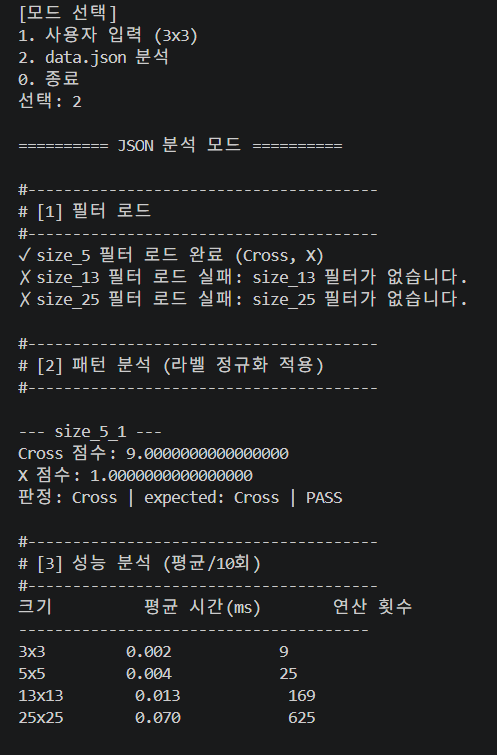 [모드 선택]
1. 사용자 입력 (3x3)
2. data.json 분석
0. 종료
선택: 2
========== JSON 분석 모드 ==========
#---------------------------------------
# [1] 필터 로드
#---------------------------------------
✓ size_5 필터 로드 완료 (Cross, X)
✗ size_13 필터 로드 실패: size_13 필터가 없습니다.
✗ size_25 필터 로드 실패: size_25 필터가 없습니다.
#---------------------------------------
# [2] 패턴 분석 (라벨 정규화 적용)
#---------------------------------------
--- size_5_1 ---
Cross 점수: 9.0000000000000000
X 점수: 1.0000000000000000
판정: Cross | expected: Cross | PASS
#---------------------------------------
# [3] 성능 분석 (평균/10회)
#---------------------------------------
크기 평균 시간(ms) 연산 횟수
---------------------------------------
3x3 0.002 9
5x5 0.004 25
13x13 0.013 169
25x25 0.070 625